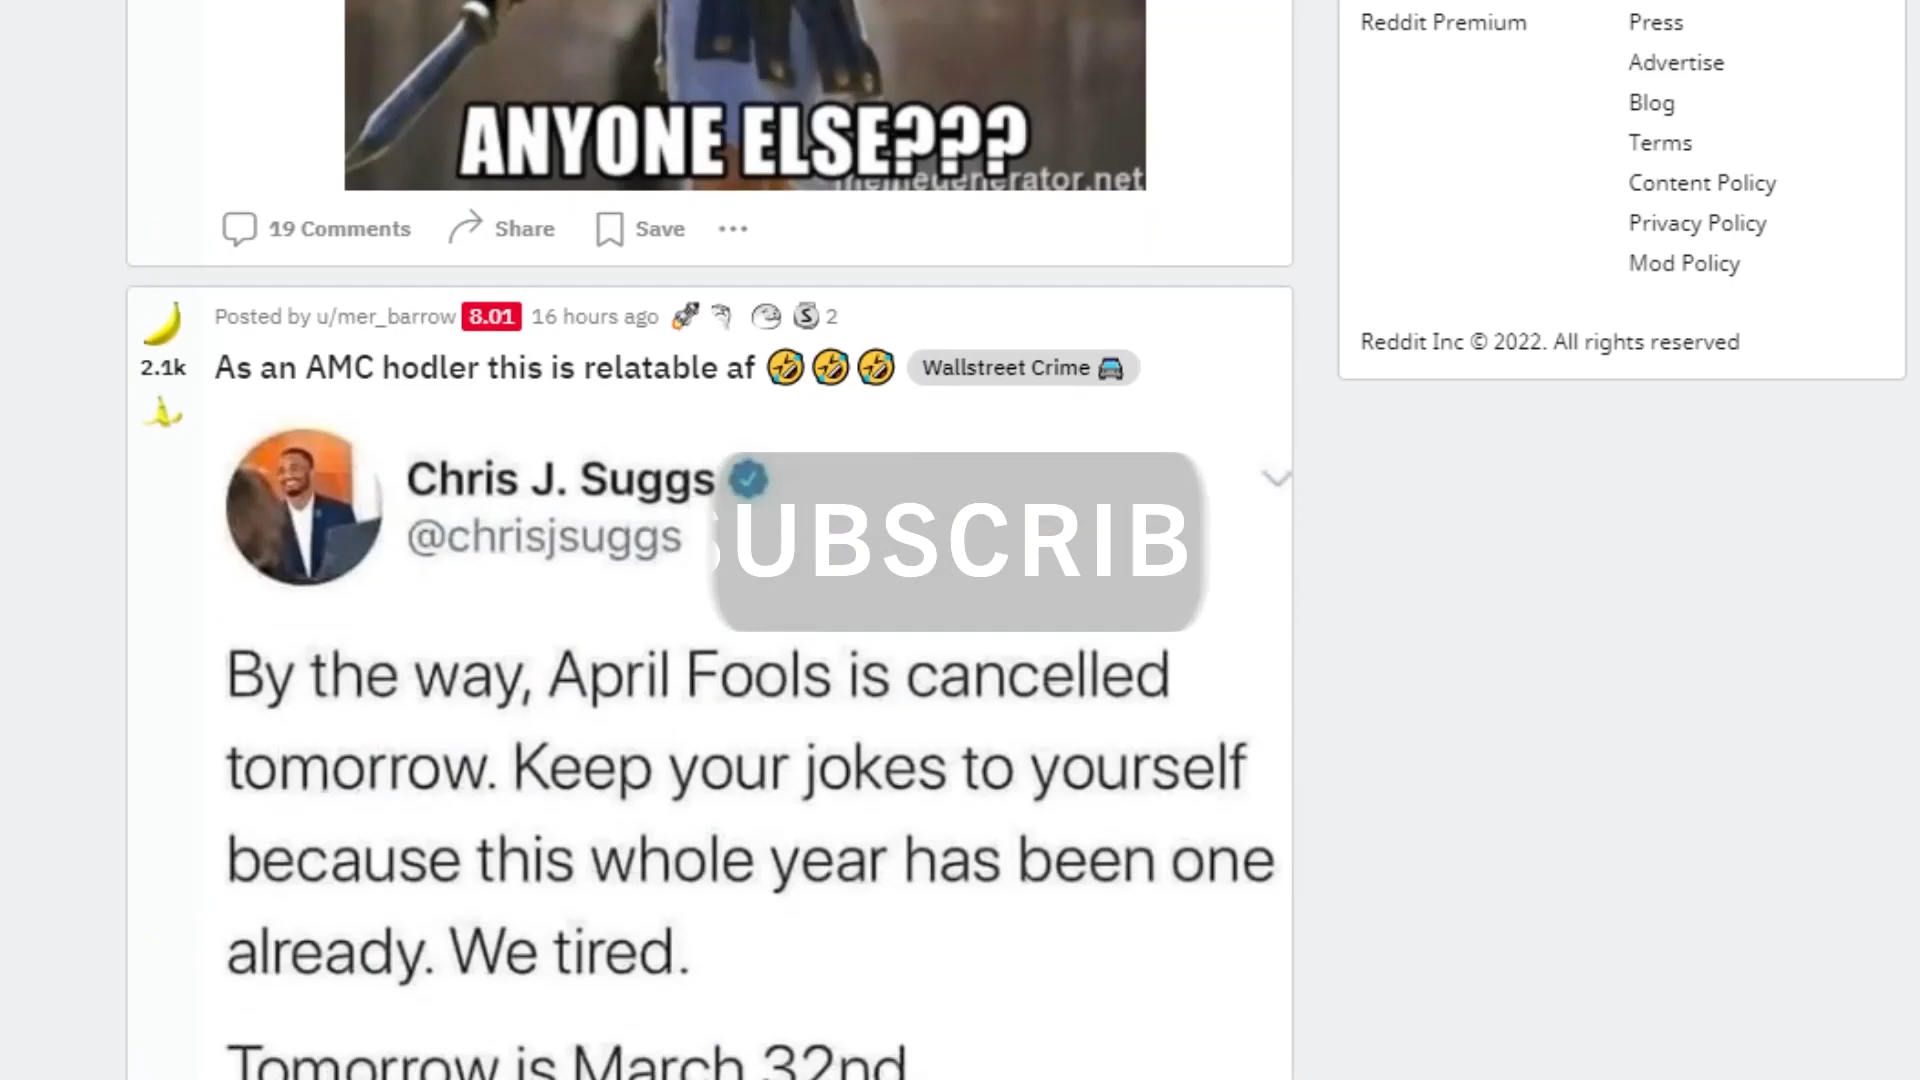 ANYONE ELSE???
memegenerator.net
19 Comments
Share
Save
Posted by u/mer_barrow 8.01 16 hours ago 2
2.1k
As an AMC hodler this is relatable af 🤣🤣🤣 Wallstreet Crime 🚘
Chris J. Suggs
@chrisjsuggs
SUBSCRIB
By the way, April Fools is cancelled
tomorrow. Keep your jokes to yourself
because this whole year has been one
already. We tired.
Tomorrow is March 32nd
Reddit Premium
Press
Advertise
Blog
Terms
Content Policy
Privacy Policy
Mod Policy
Reddit Inc © 2022. All rights reserved